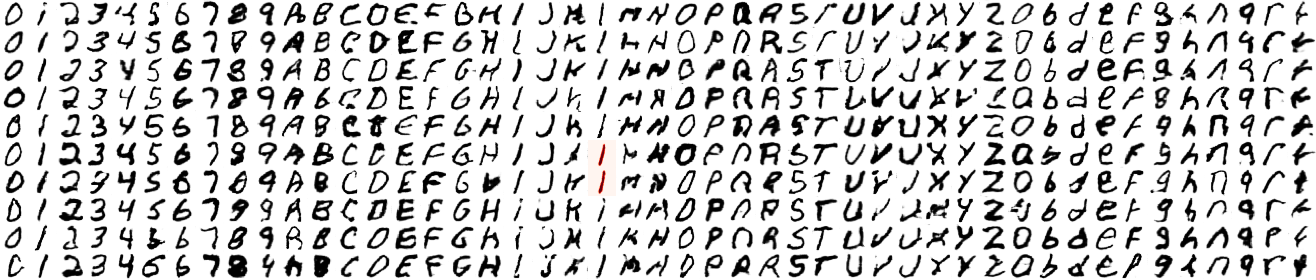 0 1 2 3 4 5 6 7 8 9 A B C D E F G H I J K l M N O P Q R S T U V W X Y Z a b d e F g h n q r t
0 1 2 3 4 5 6 7 8 9 A B C D E F G H I J K l M N O P Q R S T U V W X Y Z a b d e F g h n q r t
0 1 2 3 4 5 6 7 8 9 A B C D E F G H I J K l M N O P Q R S T U V W X Y Z a b d e F g h n q r t
0 1 2 3 4 5 6 7 8 9 A B C D E F G H I J K l M N O P Q R S T U V W X Y Z a b d e f g h n q r t
0 1 2 3 4 5 6 7 8 9 A B C D E F G H I J K l M N O P Q R S T U V W X Y Z a b d e f g h n q r t
0 1 2 3 4 5 6 7 8 9 A B C D E F G H I J K l M N O P Q R S T U V W X Y Z a b d e f g h n q r t
0 1 2 3 4 5 6 7 8 9 A B C D E F G H I J K l M N O P Q R S T U V W X Y Z a b d e f g h n q r t
0 1 2 3 4 5 6 7 8 9 A B C D E F G H I J K l M N O P Q R S T U V W X Y Z a b d e f g h n q r t
0 1 2 3 4 5 6 7 8 9 A B C D E F G H I J K l M N O P Q R S T U V W X Y Z a b d e F g h n q r t
0 1 2 3 4 5 6 7 8 9 A B C D E F G H I J K l M N O P Q R S T U V W X Y Z a b d e f g h n q r t